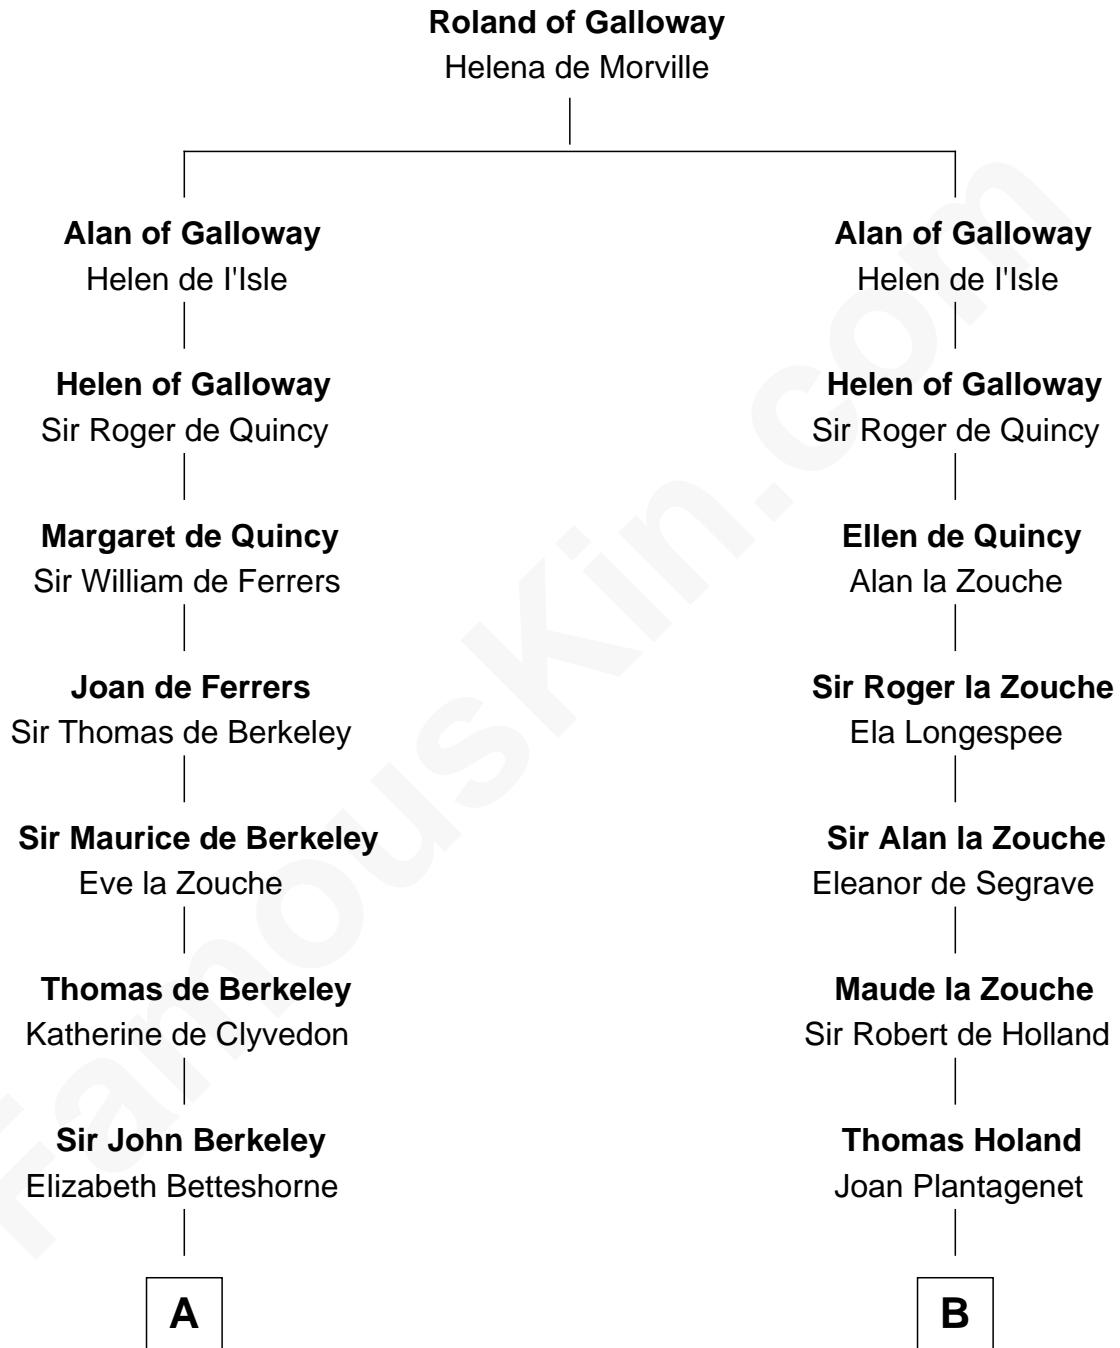 Roland of Galloway
Helena de Morville
Alan of Galloway
Helen de I'Isle
Alan of Galloway
Helen de I'Isle
Helen of Galloway
Sir Roger de Quincy
Helen of Galloway
Sir Roger de Quincy
Margaret de Quincy
Sir William de Ferrers
Ellen de Quincy
Alan la Zouche
Joan de Ferrers
Sir Thomas de Berkeley
Sir Roger la Zouche
Ela Longespee
Sir Maurice de Berkeley
Eve la Zouche
Sir Alan la Zouche
Eleanor de Segrave
Thomas de Berkeley
Katherine de Clyvedon
Maude la Zouche
Sir Robert de Holland
Sir John Berkeley
Elizabeth Betteshorne
Thomas Holand
Joan Plantagenet
A
B
FamousKin.com